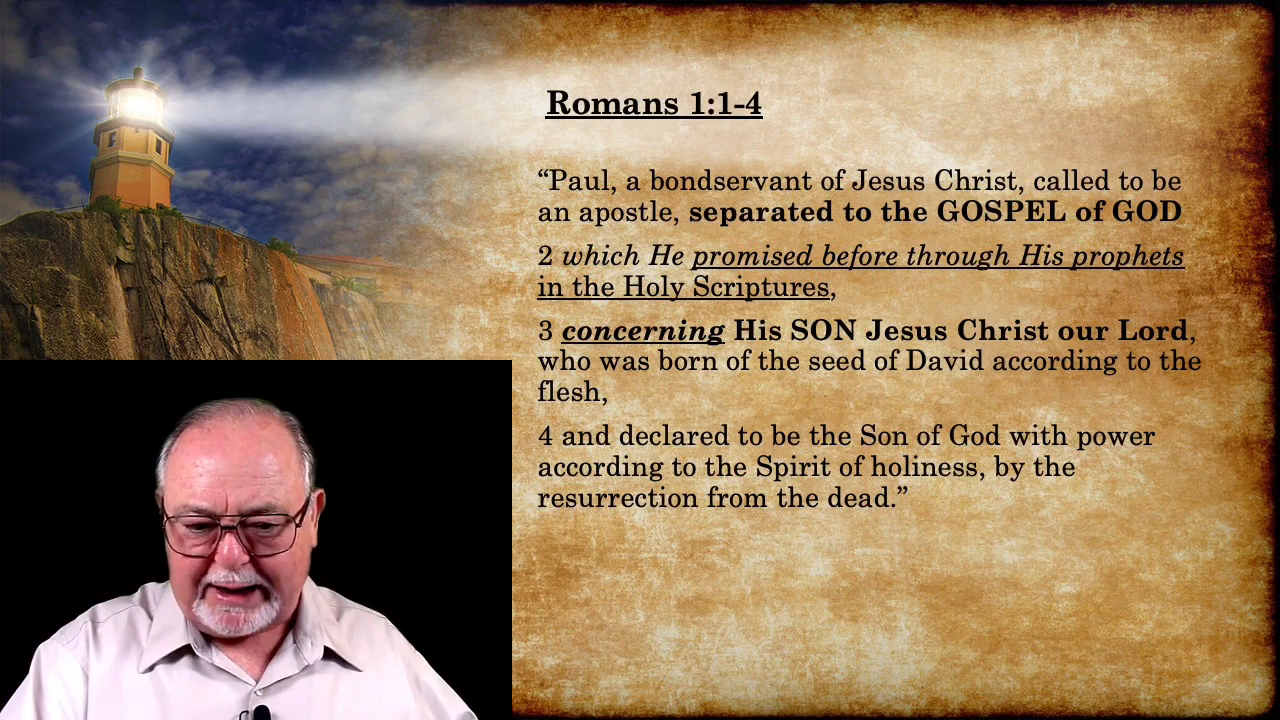 Romans 1:1-4
“Paul, a bondservant of Jesus Christ, called to be
an apostle, separated to the GOSPEL of GOD
2 which He promised before through His prophets
in the Holy Scriptures,
3 concerning His SON Jesus Christ our Lord,
who was born of the seed of David according to the
flesh,
4 and declared to be the Son of God with power
according to the Spirit of holiness, by the
resurrection from the dead.”